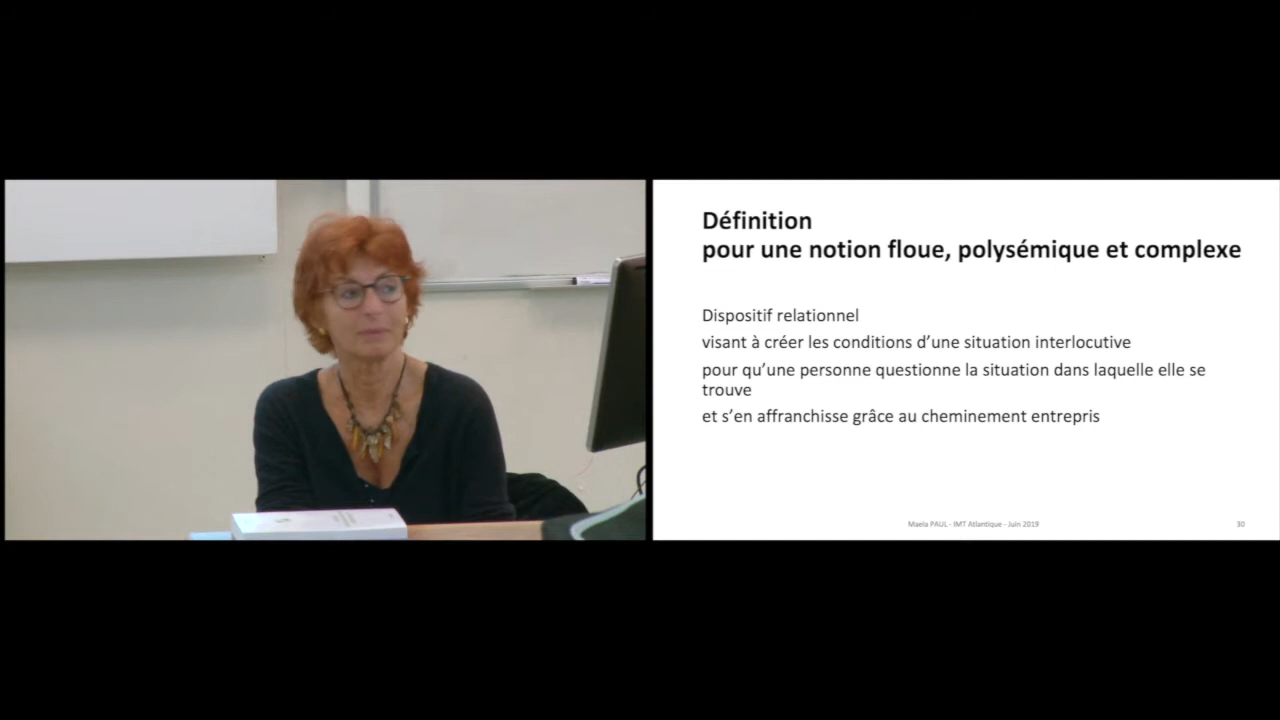 Définition
pour une notion floue, polysémique et complexe
Dispositif relationnel
visant à créer les conditions d’une situation interlocutive
pour qu’une personne questionne la situation dans laquelle elle se
trouve
et s’en affranchisse grâce au cheminement entrepris
Maela PAUL - IMT Atlantique - Juin 2019
30